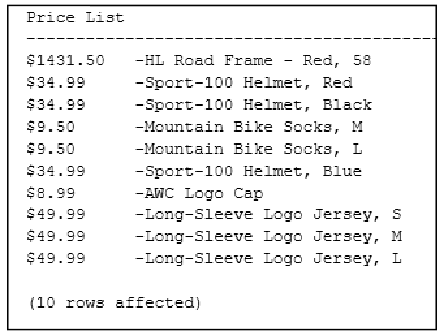 Price List
-----------------------------------------
$1431.50 -HL Road Frame - Red, 58
$34.99 -Sport-100 Helmet, Red
$34.99 -Sport-100 Helmet, Black
$9.50 -Mountain Bike Socks, M
$9.50 -Mountain Bike Socks, L
$34.99 -Sport-100 Helmet, Blue
$8.99 -AWC Logo Cap
$49.99 -Long-Sleeve Logo Jersey, S
$49.99 -Long-Sleeve Logo Jersey, M
$49.99 -Long-Sleeve Logo Jersey, L
(10 rows affected)